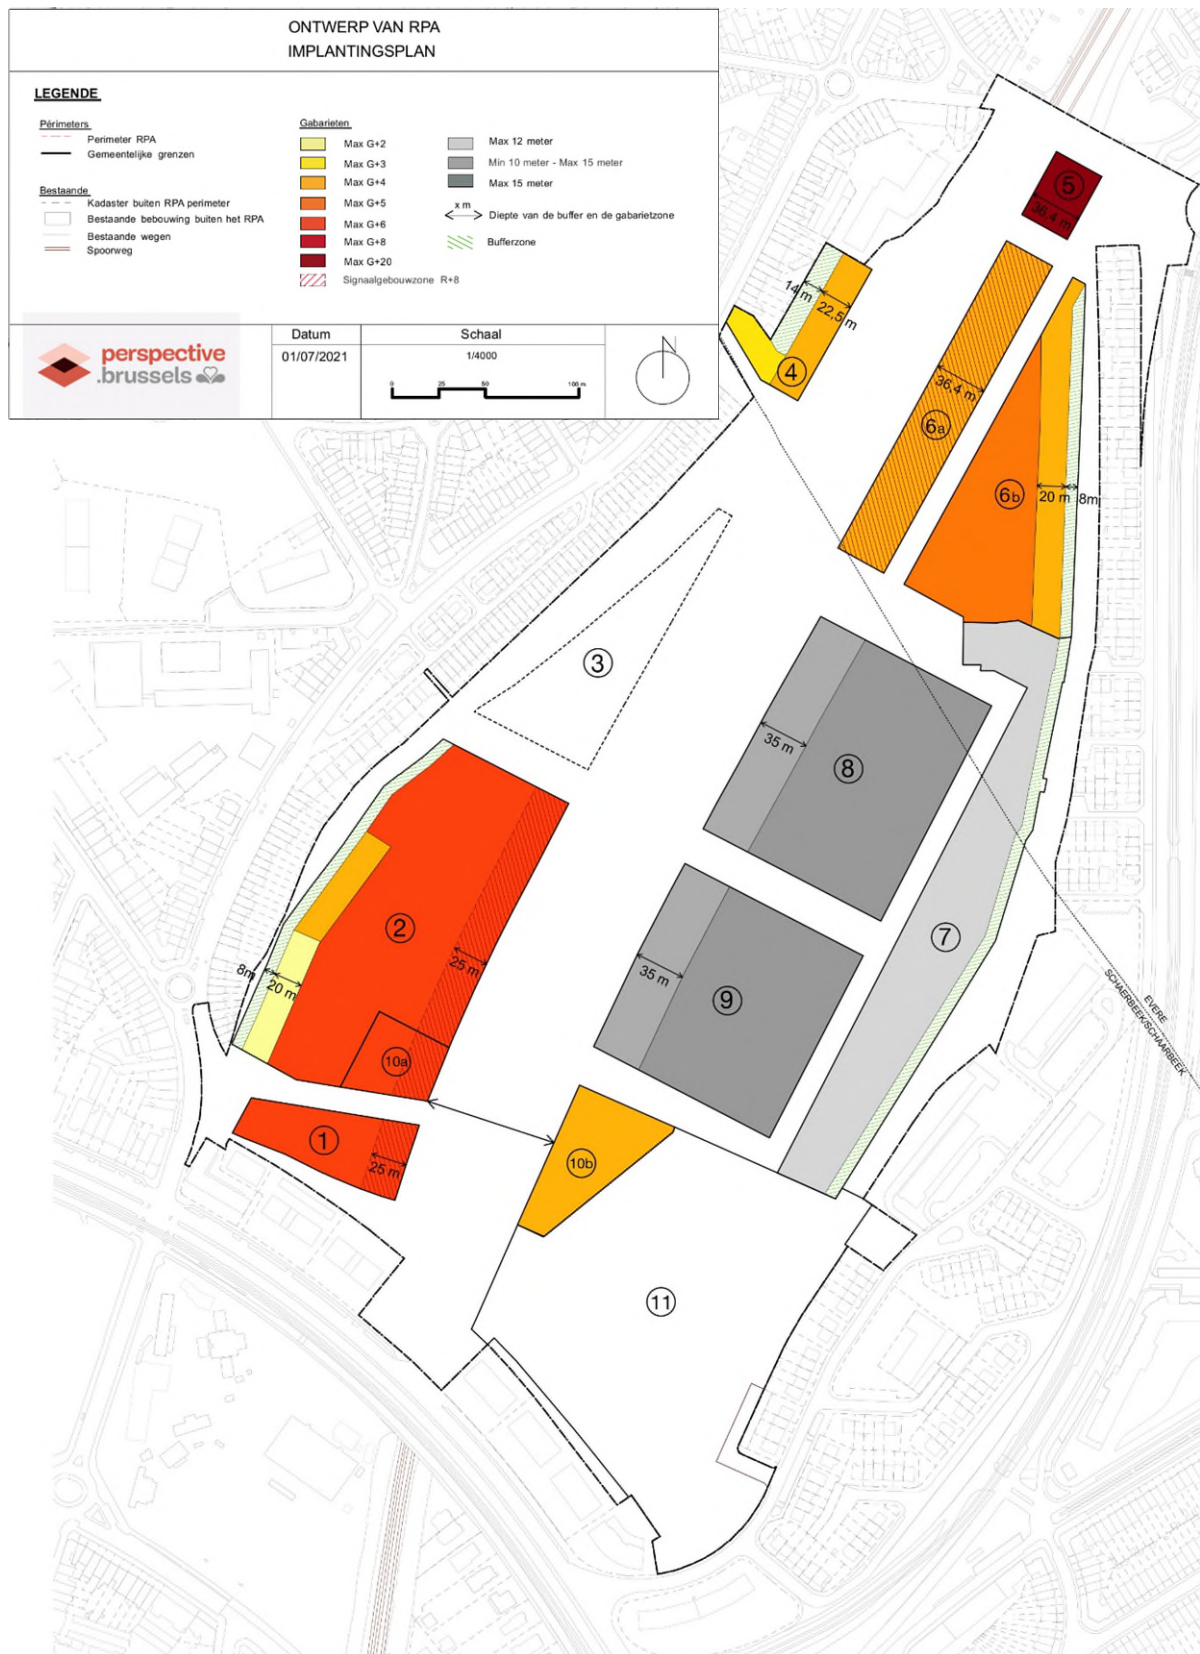 ONTWERP VAN RPA
IMPLANTINGSPLAN
LEGENDE
Périmeters
Perimeter RPA
Gemeentelijke grenzen
Bestaande
Kadaster buiten RPA perimeter
Bestaande bebouwing buiten het RPA
Bestaande wegen
Spoorweg
Gabarieten
Max G+2
Max G+3
Max G+4
Max G+5
Max G+6
Max G+8
Max G+20
Signaalgebouwzone R+8
Max 12 meter
Min 10 meter - Max 15 meter
Max 15 meter
x m
Diepte van de buffer en de gabarietzone
Bufferzone
perspective
.brussels
Datum
01/07/2021
Schaal
1/4000
0 25 50 100 m
N
5
36,4 m
14 m
22,5 m
4
36,4 m
6a
6b
20 m
8m
3
35 m
8
2
7
25 m
8m
20 m
35 m
9
10a
EVERE
SCHAERBEEK/SCHAARBEEK
1
25 m
10b
11